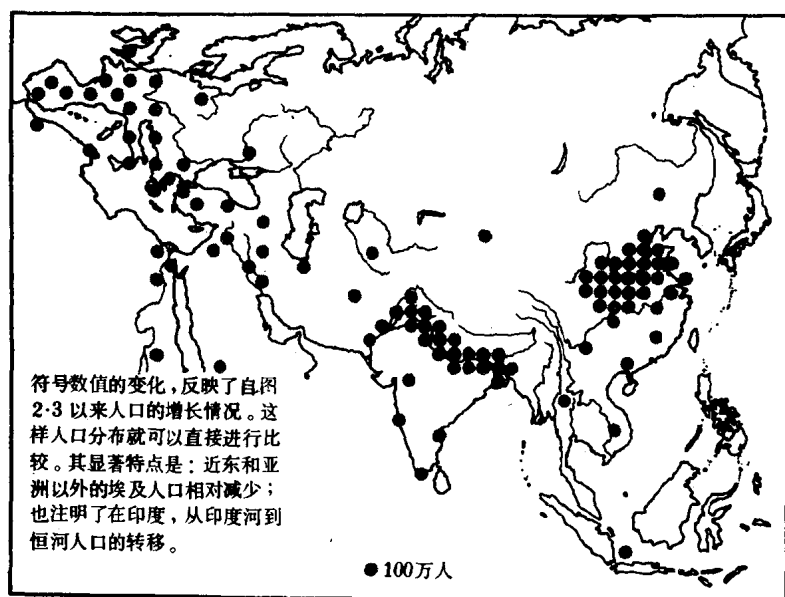 符号数值的变化，反映了自图
2·3以来人口的增长情况。这
样人口分布就可以直接进行比
较。其显著特点是：近东和亚
洲以外的埃及人口相对减少；
也注明了在印度，从印度河到
恒河人口的转移。
●100万人